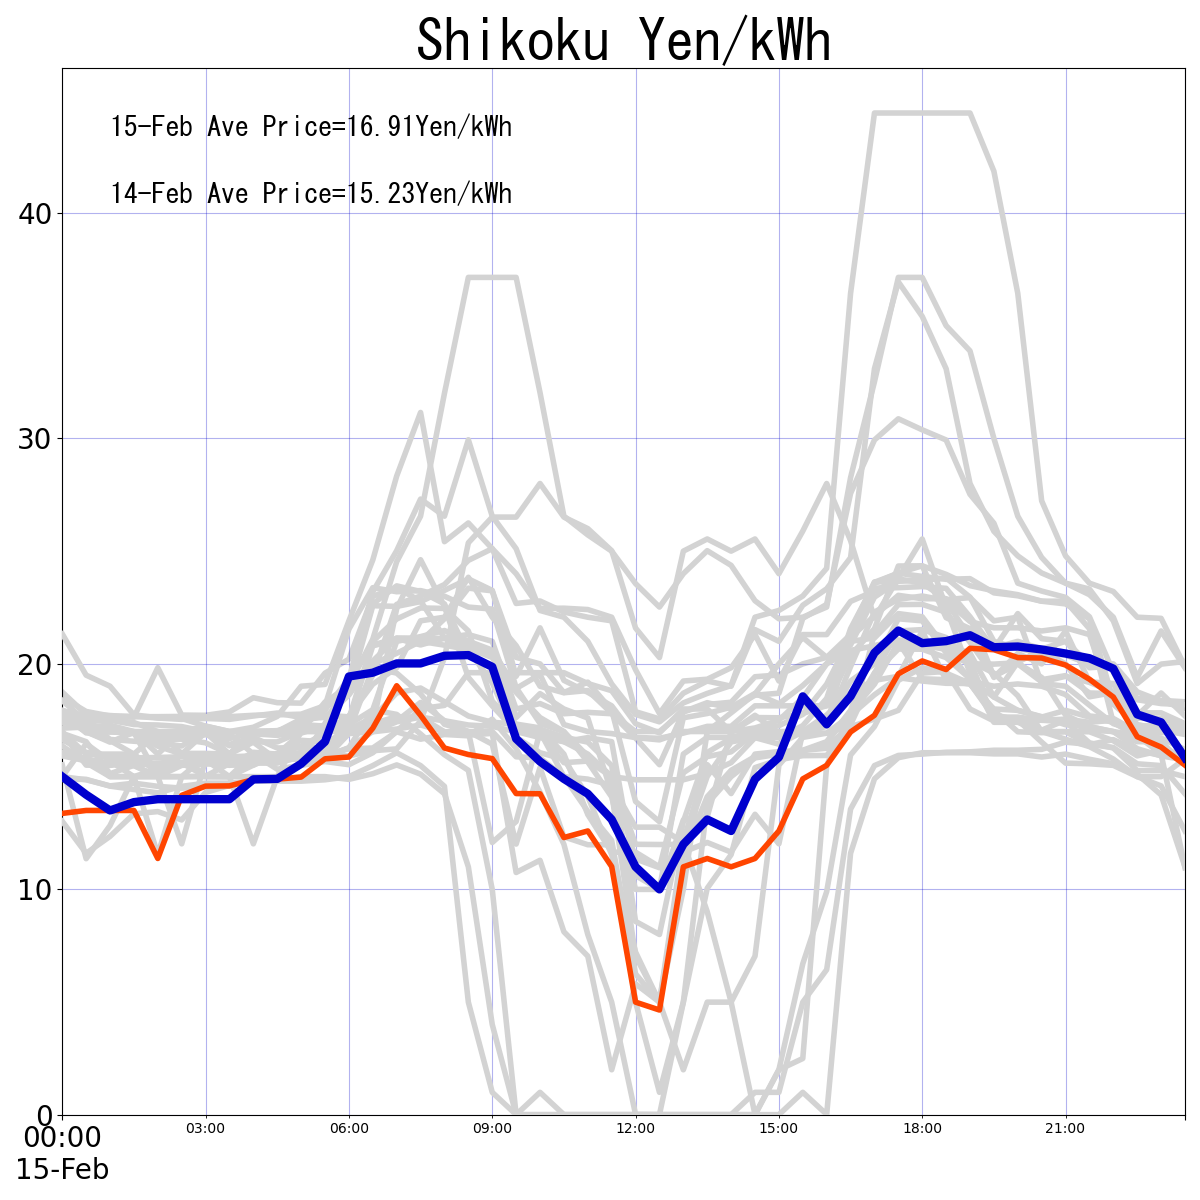 Shikoku Yen/kWh
15-Feb Ave Price=16.91Yen/kWh
14-Feb Ave Price=15.23Yen/kWh
40
30
20
10
0
00:00 03:00 06:00 09:00 12:00 15:00 18:00 21:00
15-Feb